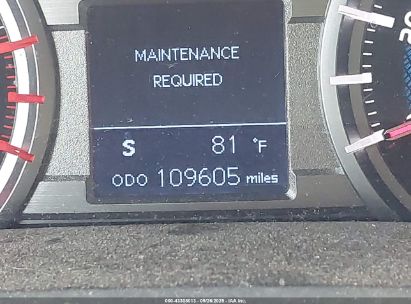 MAINTENANCE
REQUIRED
S 81 °F
ODO 109605 miles